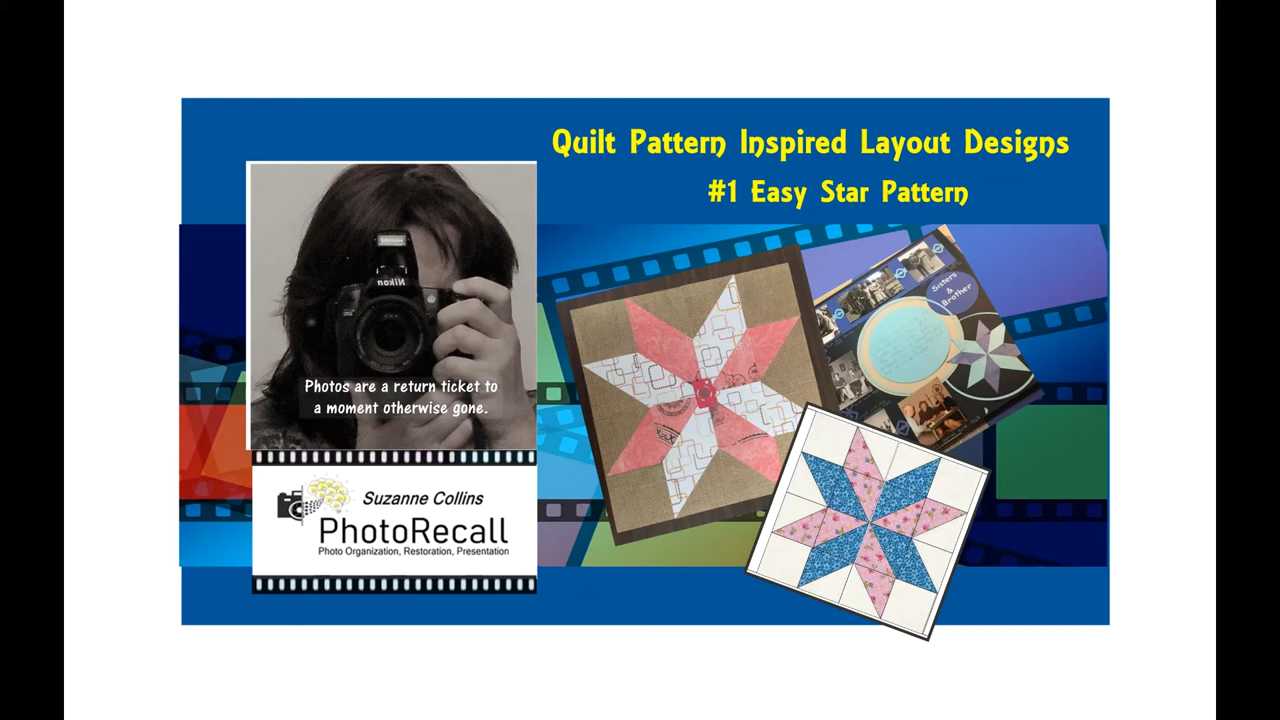 Quilt Pattern Inspired Layout Designs
#1 Easy Star Pattern
Nikon
Photos are a return ticket to
a moment otherwise gone.
Sisters
&
Brother
Suzanne Collins
PhotoRecall
Photo Organization, Restoration, Presentation